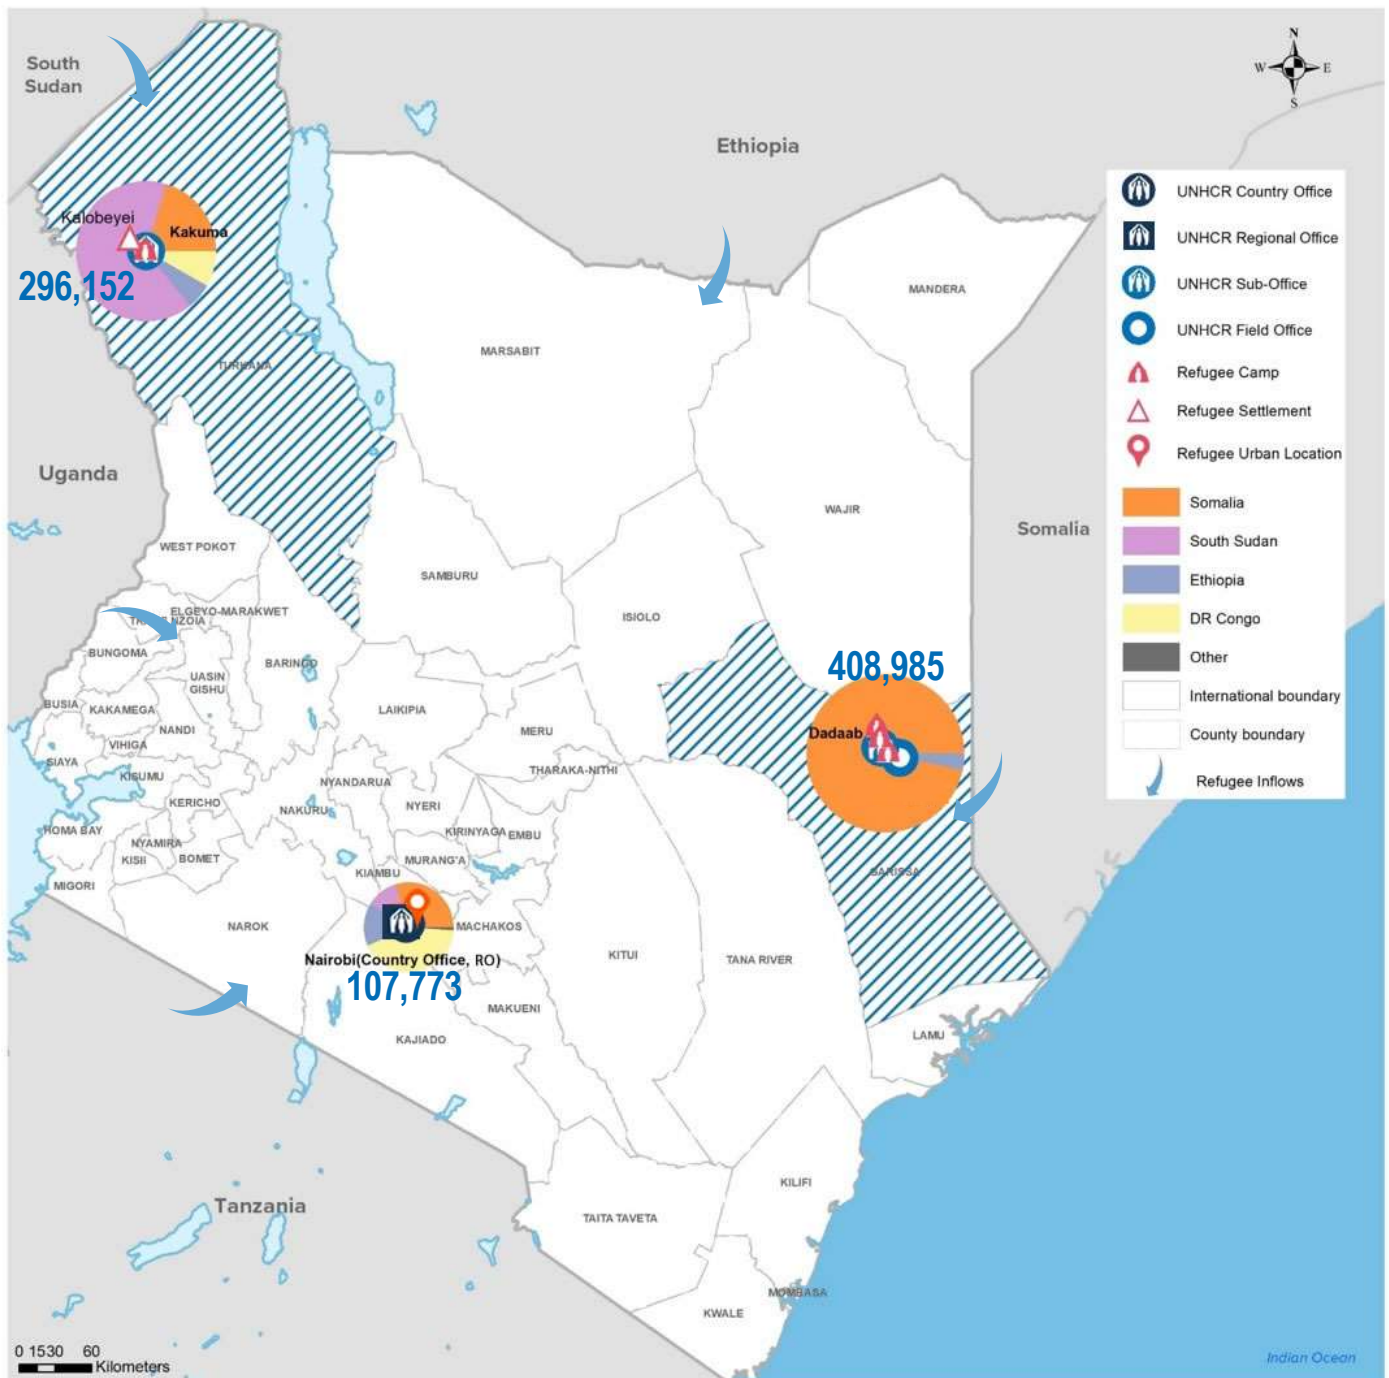 N
W
E
S
South
Sudan
Ethiopia
Kalobeyei
Kakuma
296,152
UNHCR Country Office
UNHCR Regional Office
UNHCR Sub-Office
UNHCR Field Office
Refugee Camp
Refugee Settlement
Refugee Urban Location
Somalia
South Sudan
Ethiopia
DR Congo
Other
International boundary
County boundary
Refugee Inflows
MANDERA
MARSABIT
TURKANA
Uganda
WAJIR
Somalia
WEST POKOT
SAMBURU
ELGEYO-MARAKWET
NZOIA
ISIOLO
BUNGOMA
BARINGO
UASIN
GISHU
408,985
BUSIA
KAKAMEGA
LAIKIPIA
NANDI
MERU
Dadaab
VIHIGA
SIAYA
KISUMU
THARAKA-NITHI
NYANDARUA
KERICHO
NAKURU
NYERI
HOMA BAY
KIRINYAGA
EMBU
NYAMIRA
KISII
BOMET
MURANG'A
KIAMBU
GARISSA
MIGORI
NAROK
MACHAKOS
KITUI
TANA RIVER
Nairobi(Country Office, RO)
107,773
MAKUENI
KAJIADO
LAMU
KILIFI
Tanzania
TAITA TAVETA
MOMBASA
KWALE
0 1530 60
Kilometers
Indian Ocean